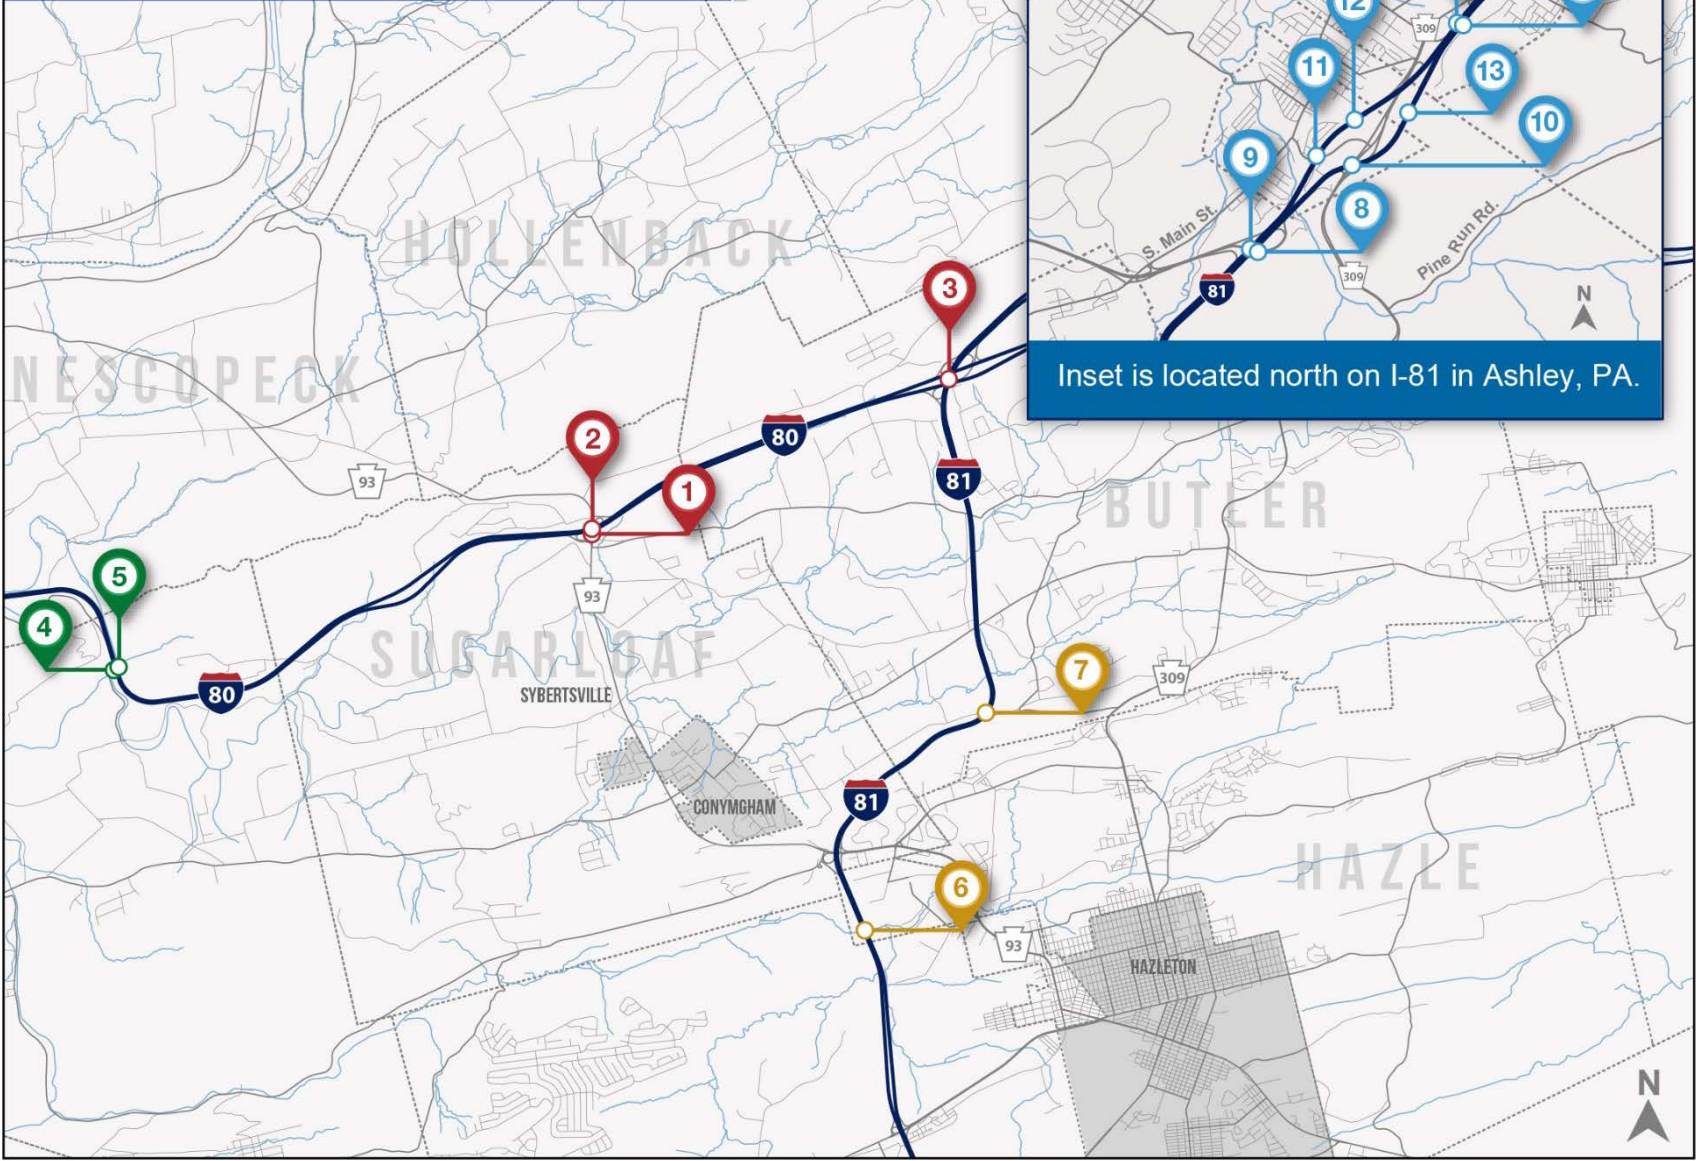 12
309
11
13
10
9
8
S. Main St.
Pine Run Rd.
309
81
N
Inset is located north on I-81 in Ashley, PA.
HOLLENBACK
3
NESCOPECK
2
80
93
1
81
BUTLER
5
93
4
SUGARLOAF
80
SYBERTSVILLE
7
309
81
CONYMGHAM
HAZLE
6
93
HAZLETON
N